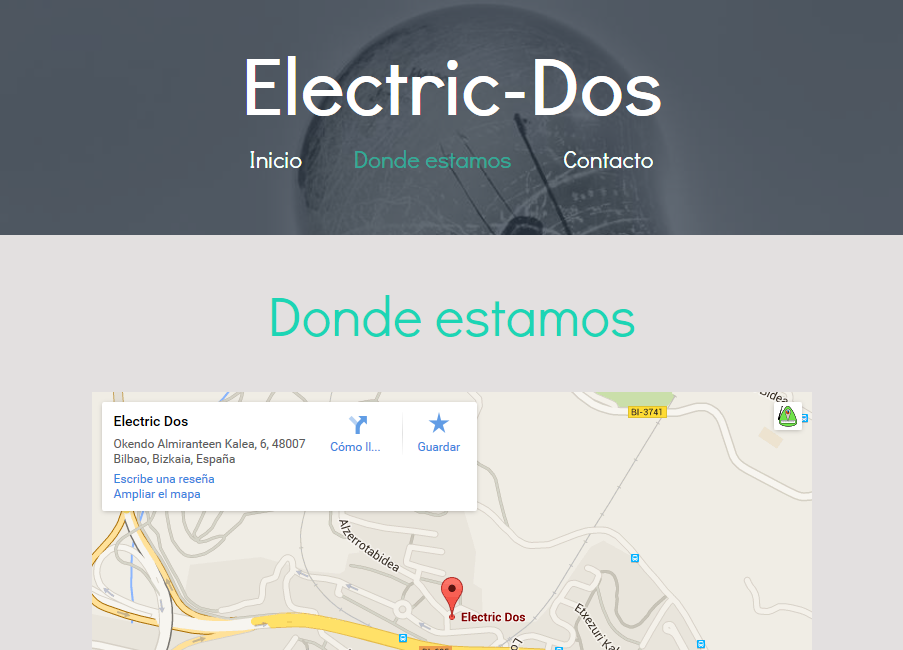 Electric-Dos
Inicio Donde estamos Contacto
Donde estamos
Electric Dos
Okendo Almiranteen Kalea, 6, 48007
Bilbao, Bizkaia, España
Escribe una reseña
Ampliar el mapa
Cómo ll...
Guardar
BI-3741
Alzerrotabidea
Electric Dos
Etxezuri Kal